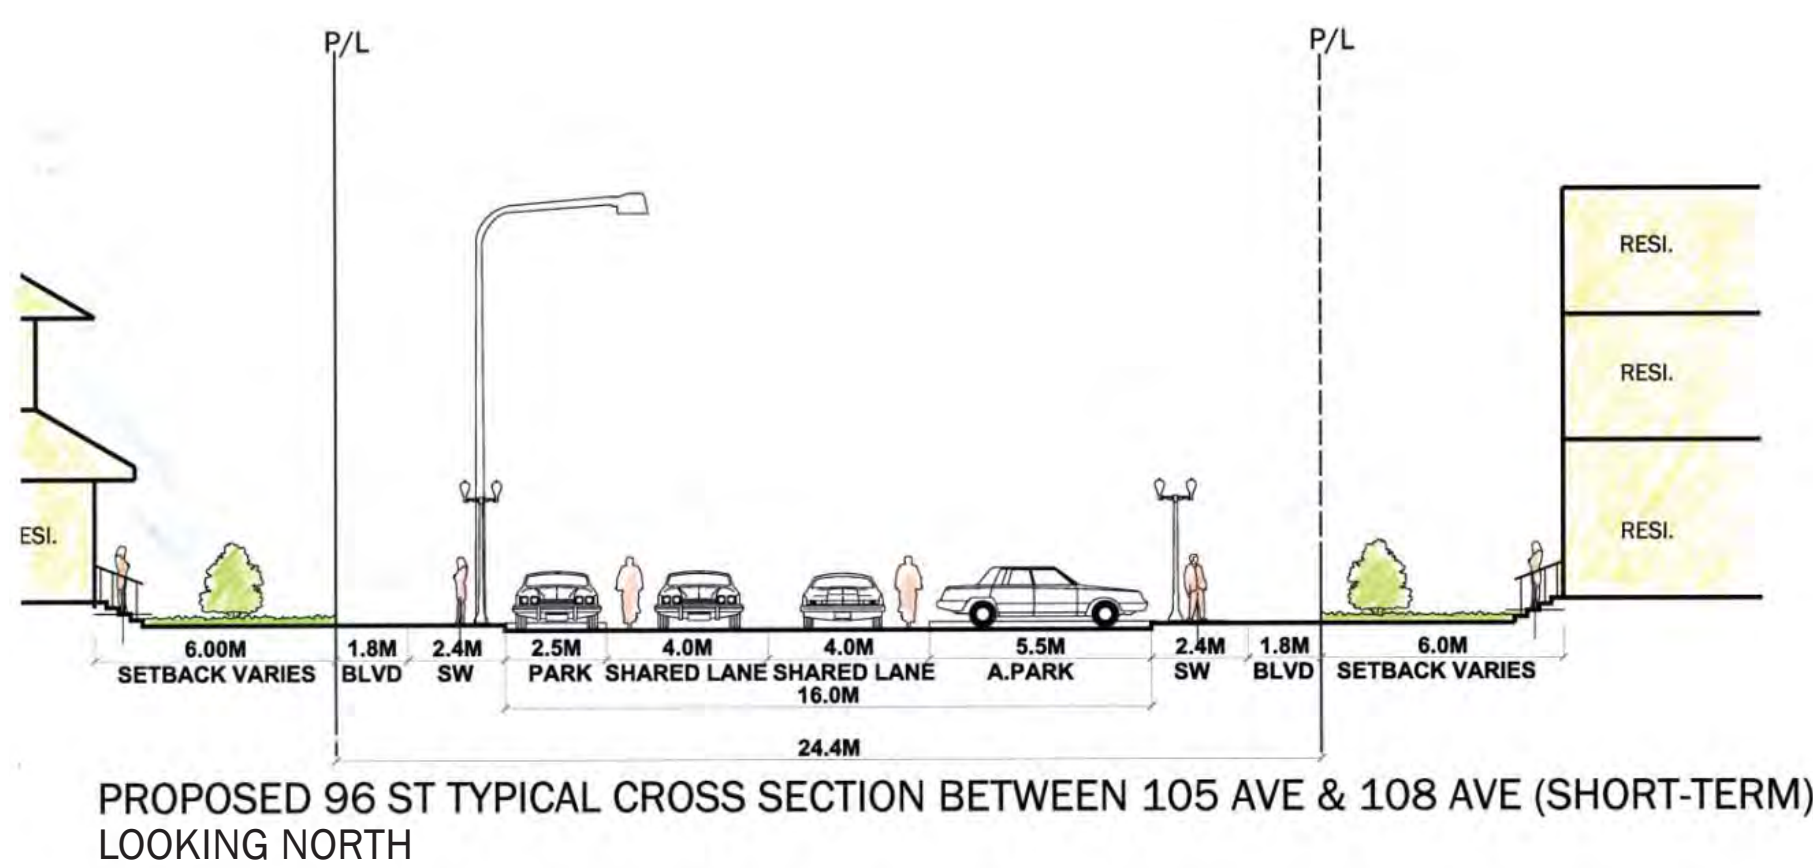 P/L P/L
RESI.
RESI.
ESI. RESI.
6.00M 1.8M 2.4M 2.5M 4.0M 4.0M 5.5M 2.4M 1.8M 6.0M
SETBACK VARIES BLVD SW PARK SHARED LANE SHARED LANE A.PARK SW BLVD SETBACK VARIES
16.0M
24.4M
PROPOSED 96 ST TYPICAL CROSS SECTION BETWEEN 105 AVE & 108 AVE (SHORT-TERM)
LOOKING NORTH